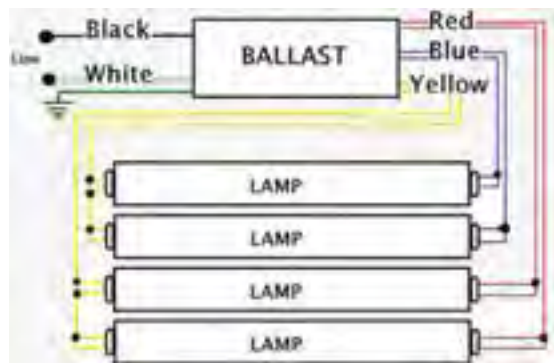 Black
Red
Line
BALLAST
Blue
White
Yellow
LAMP
LAMP
LAMP
LAMP